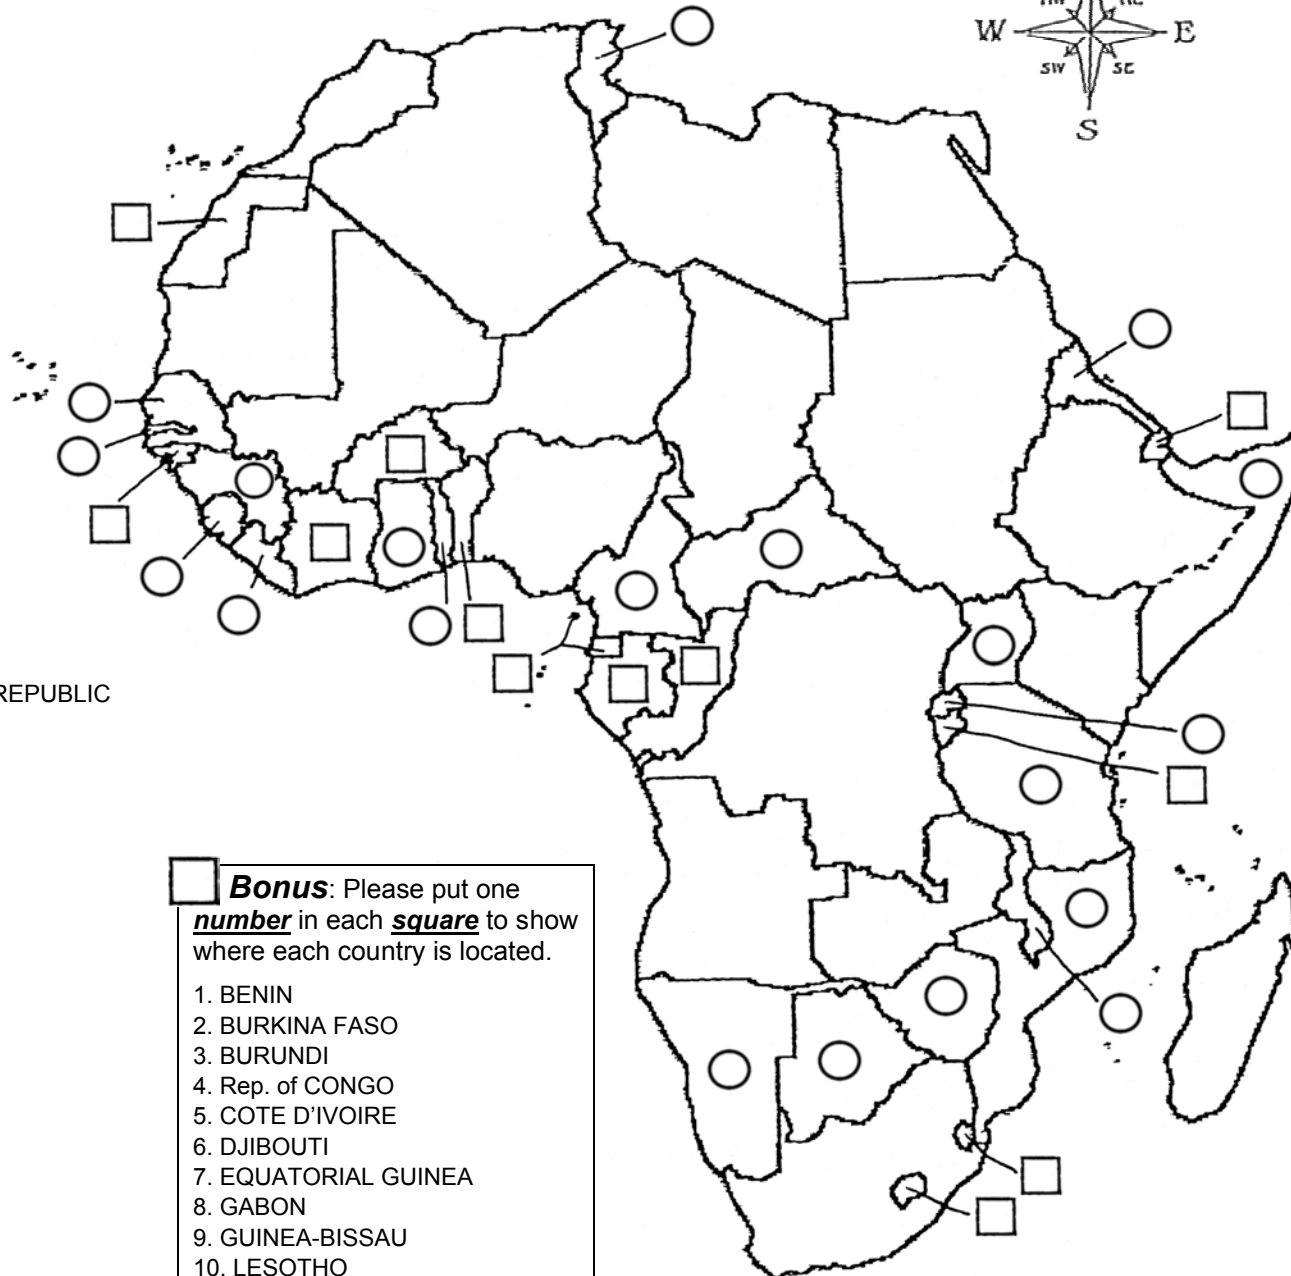 NW NE
W E
SW SE
S
REPUBLIC
Bonus: Please put one
number in each square to show
where each country is located.
1. BENIN
2. BURKINA FASO
3. BURUNDI
4. Rep. of CONGO
5. COTE D'IVOIRE
6. DJIBOUTI
7. EQUATORIAL GUINEA
8. GABON
9. GUINEA-BISSAU
10. LESOTHO